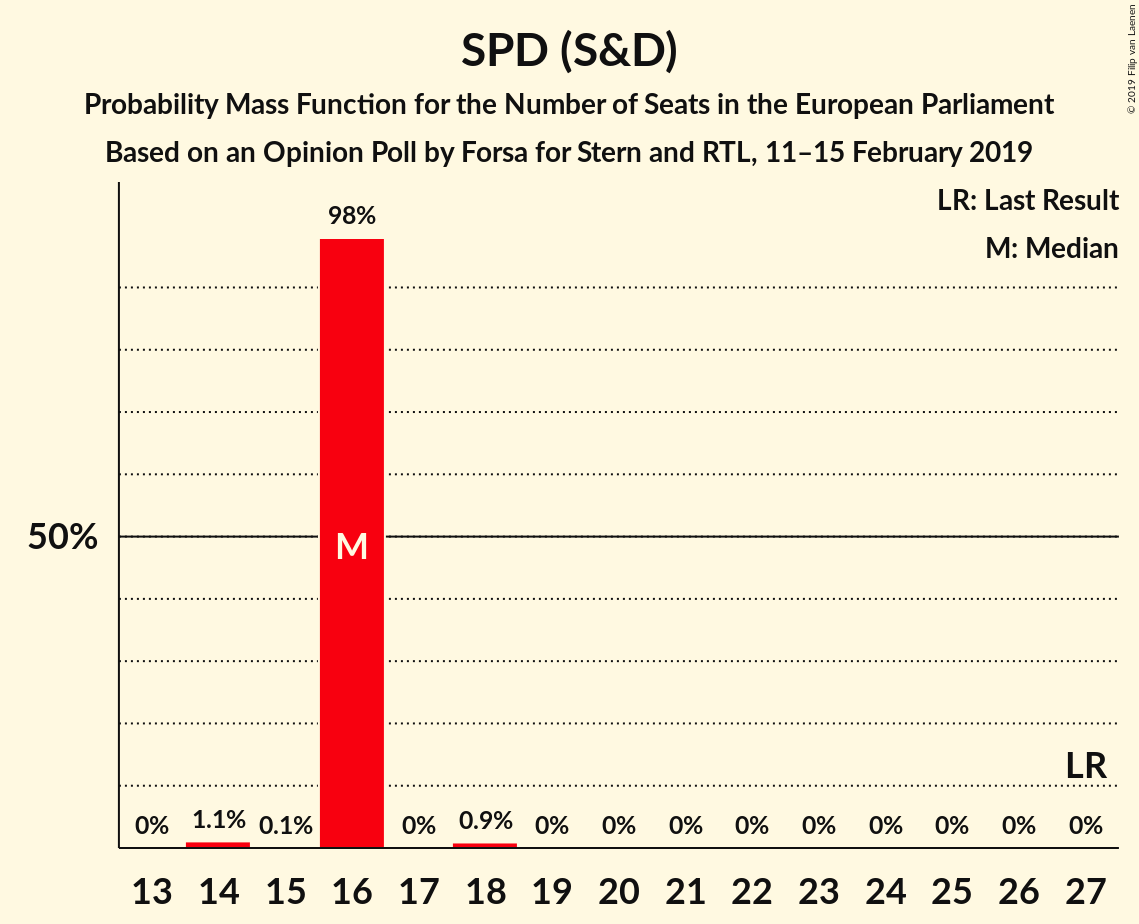 SPD (S&D)
Probability Mass Function for the Number of Seats in the European Parliament
Based on an Opinion Poll by Forsa for Stern and RTL, 11–15 February 2019
© 2019 Filip van Laenen
LR: Last Result
M: Median
98%
50%
M
LR
0% 1.1% 0.1% 0% 0.9% 0% 0% 0% 0% 0% 0% 0% 0% 0%
13 14 15 16 17 18 19 20 21 22 23 24 25 26 27